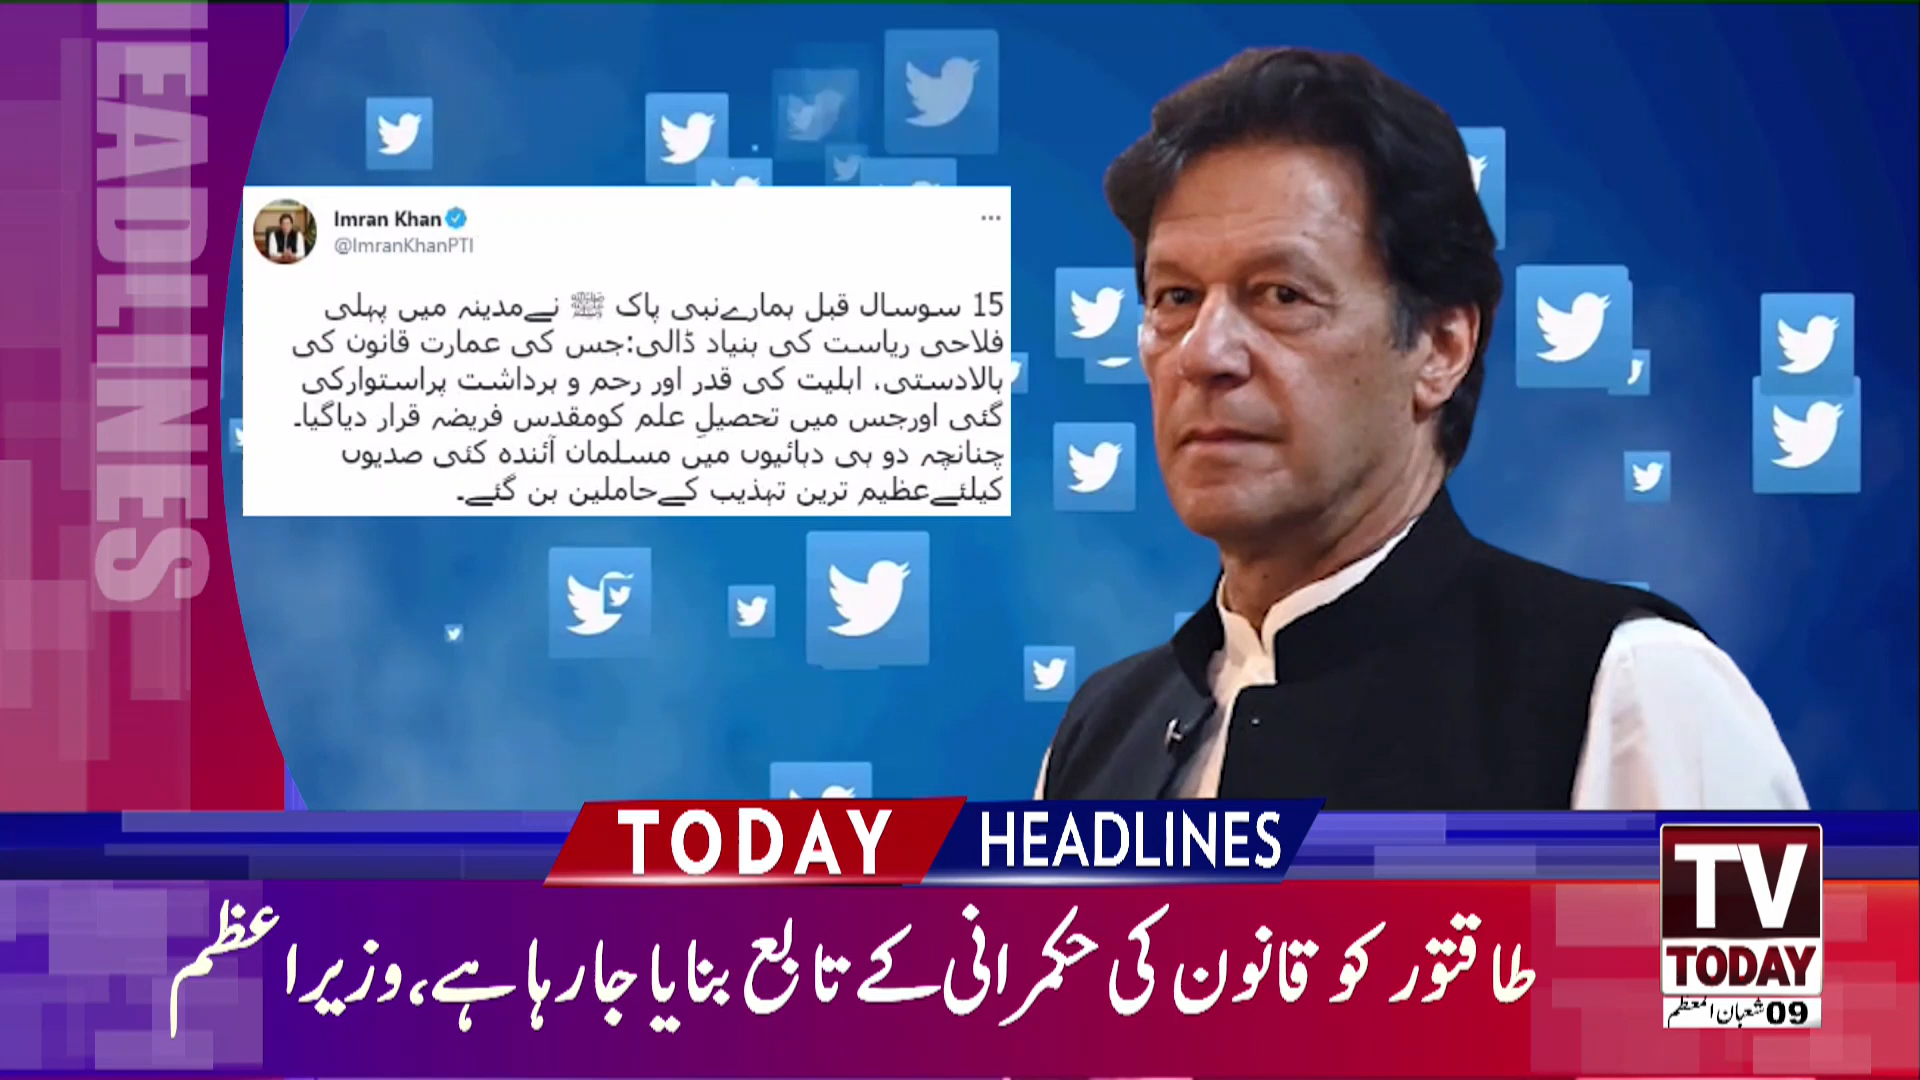 HEADLINES
Imran Khan
@ImranKhanPTI
15 سوسال قبل ہمارےنبی پاک ﷺ نےمدینہ میں پہلی
فلاحی ریاست کی بنیاد ڈالی:جس کی عمارت قانون کی
بالادستی، اہلیت کی قدر اور رحم و برداشت پراستوارکی
گئی اورجس میں تحصیلِ علم کومقدس فریضہ قرار دیاگیا۔
چنانچہ دو ہی دہائیوں میں مسلمان آئندہ کئی صدیوں
کیلئےعظیم ترین تہذیب کےحاملین بن گئے۔
TODAY HEADLINES
طاقتور کو قانون کی حکمرانی کے تابع بنایا جارہا ہے، وزیراعظم
TV
TODAY
09 شعبان المعظم